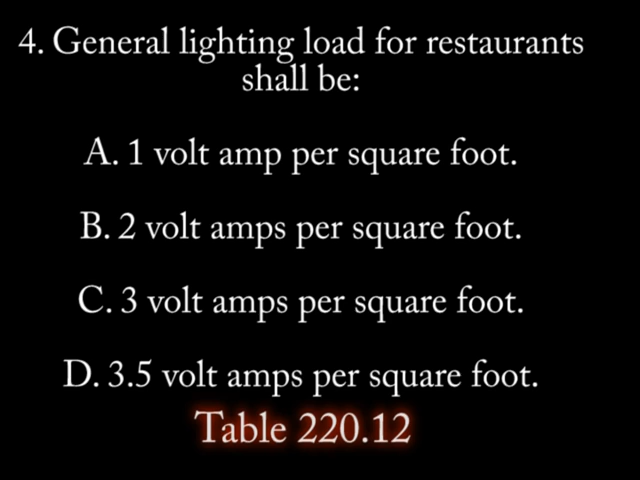 4. General lighting load for restaurants
shall be:
A. 1 volt amp per square foot.
B. 2 volt amps per square foot.
C. 3 volt amps per square foot.
D. 3.5 volt amps per square foot.
Table 220.12